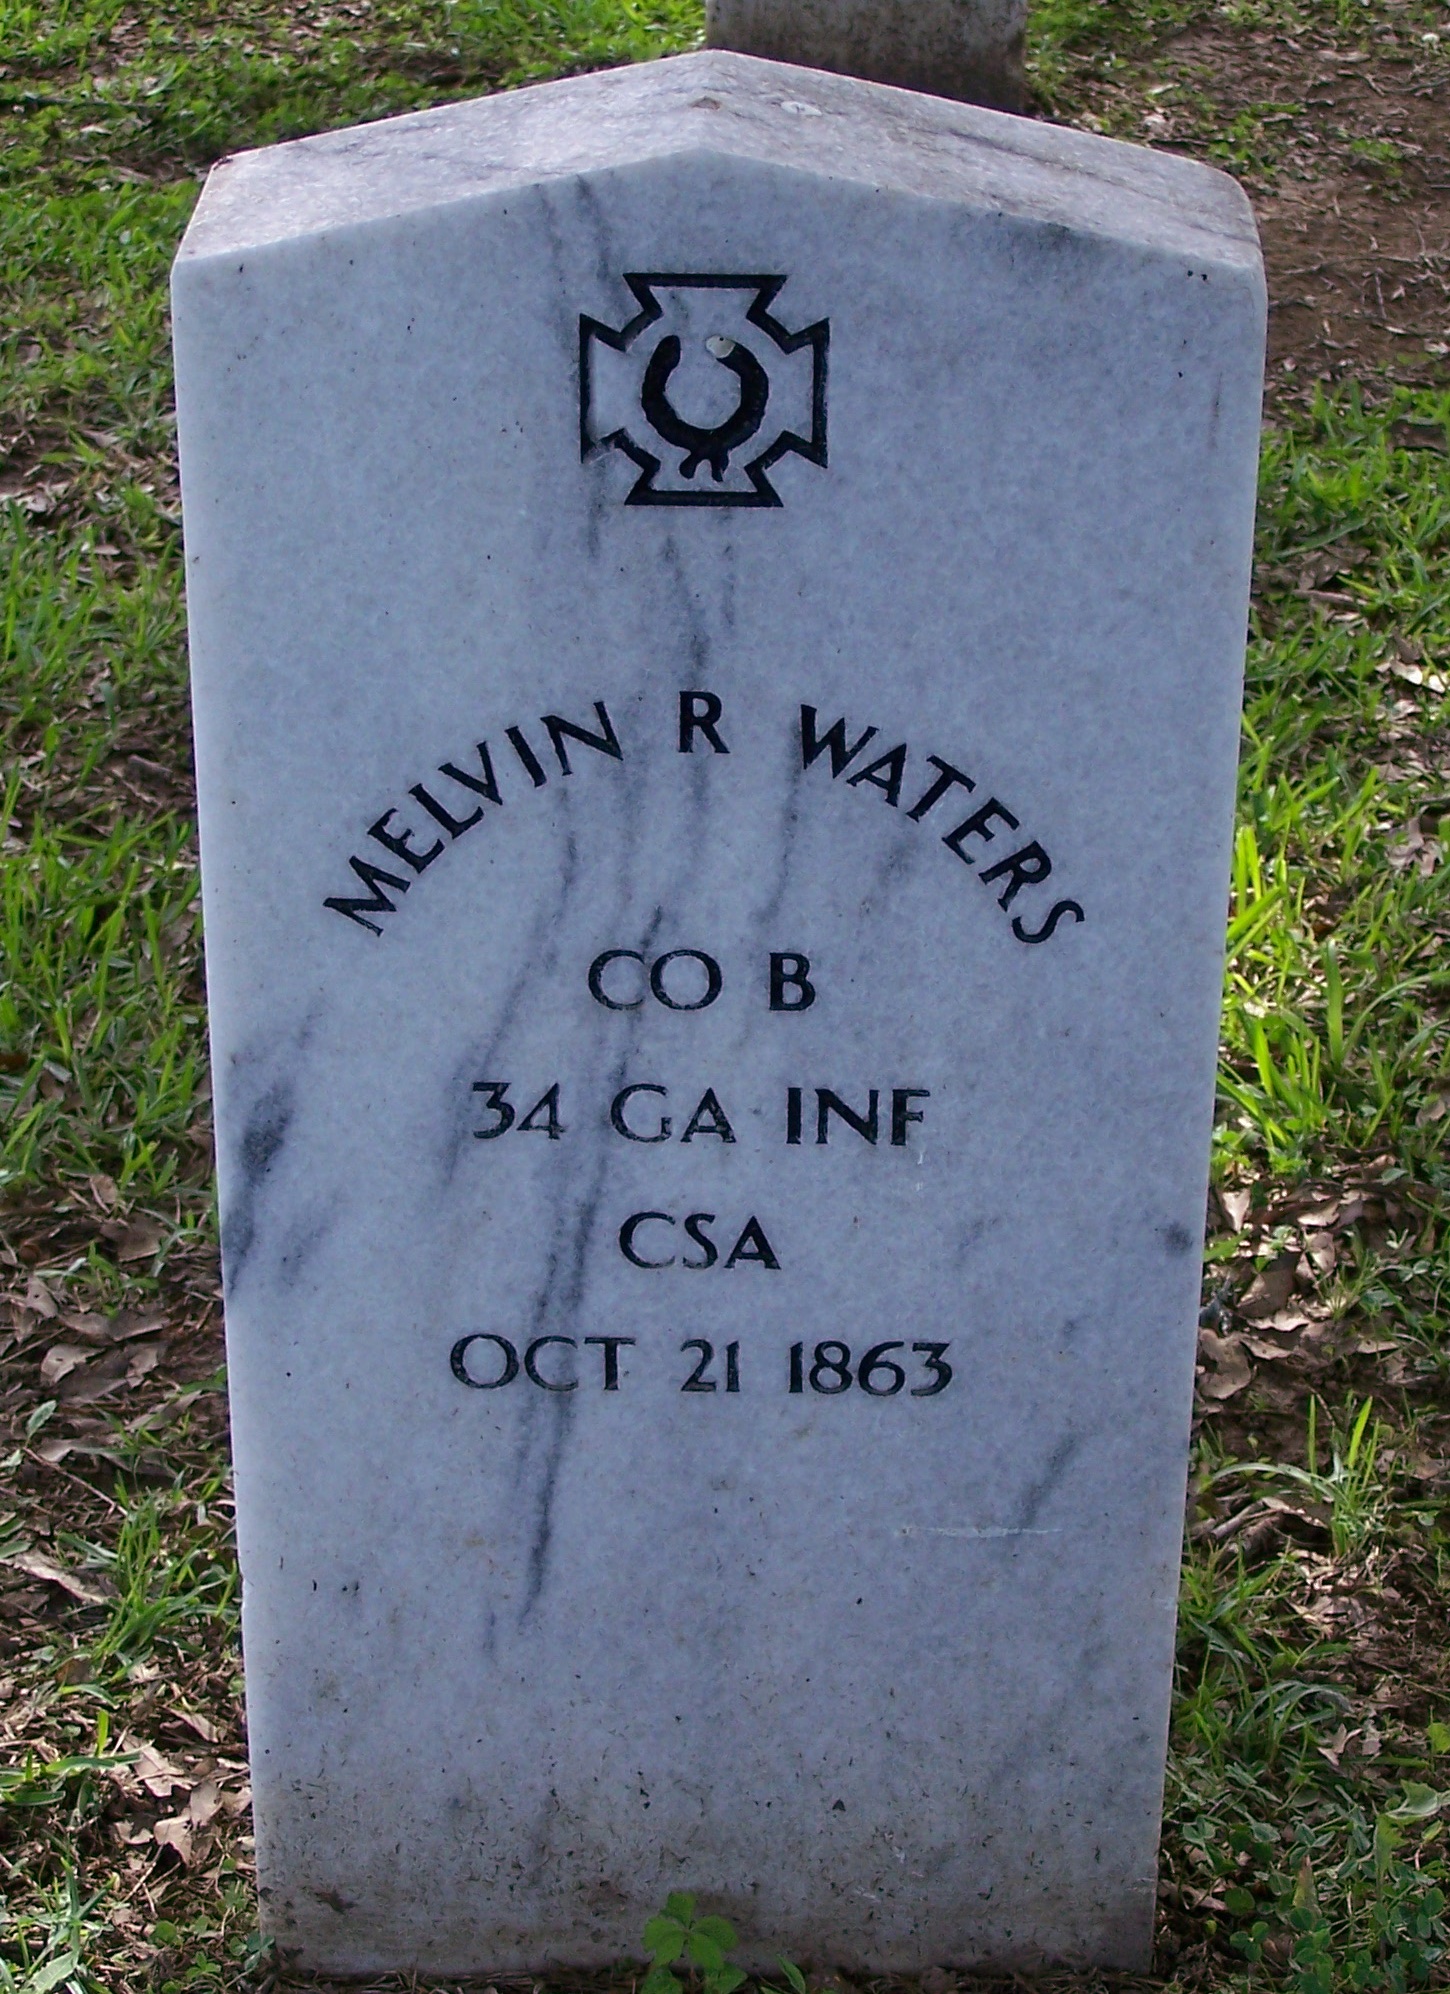 MELVIN R WATERS
CO B
34 GA INF
CSA
OCT 21 1863